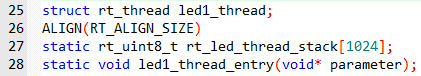 25 struct rt_thread led1_thread;
26 ALIGN(RT_ALIGN_SIZE)
27 static rt_uint8_t rt_led_thread_stack[1024];
28 static void led1_thread_entry(void* parameter);